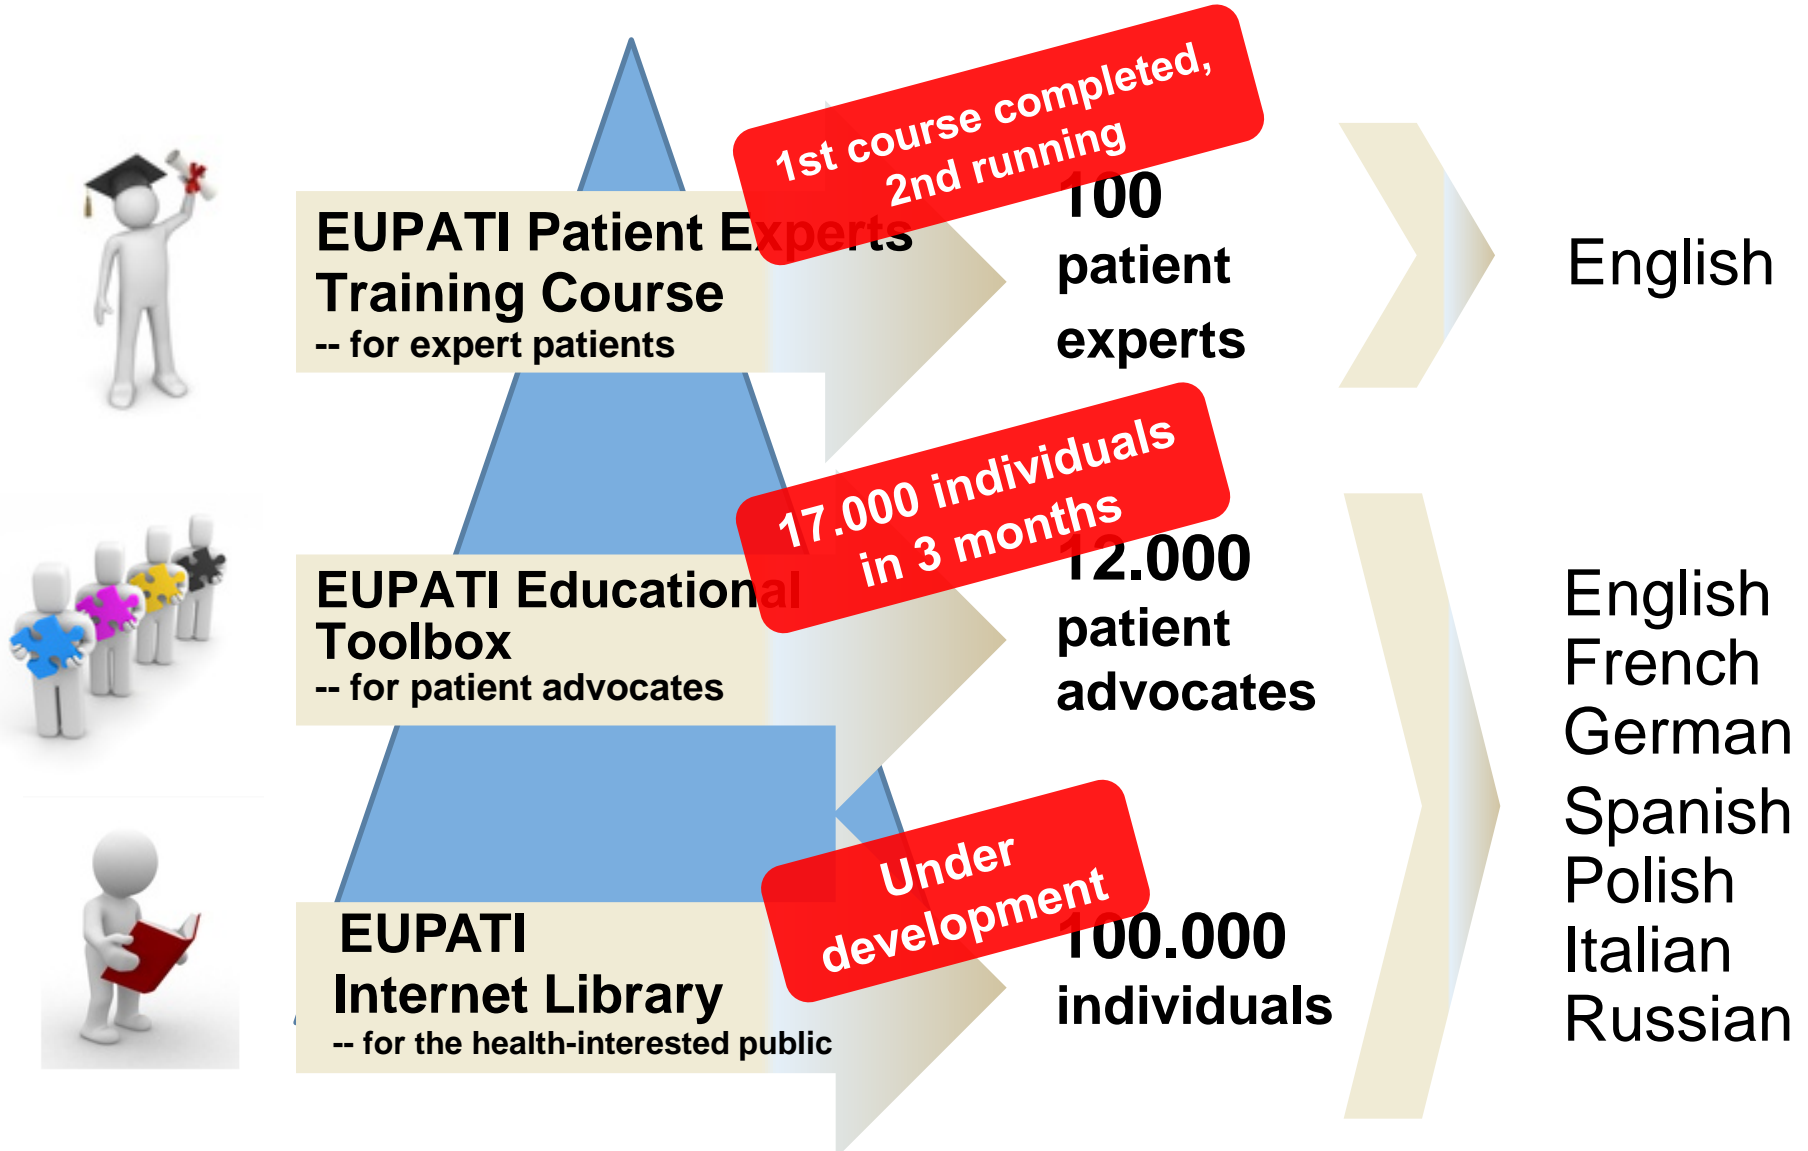 1st course completed,
2nd running
EUPATI Patient Experts
Training Course
-- for expert patients
100
patient
experts
English
17.000 individuals
in 3 months
EUPATI Educational
Toolbox
-- for patient advocates
12.000
patient
advocates
English
French
German
Spanish
Polish
Italian
Russian
Under
development
EUPATI
Internet Library
-- for the health-interested public
100.000
individuals